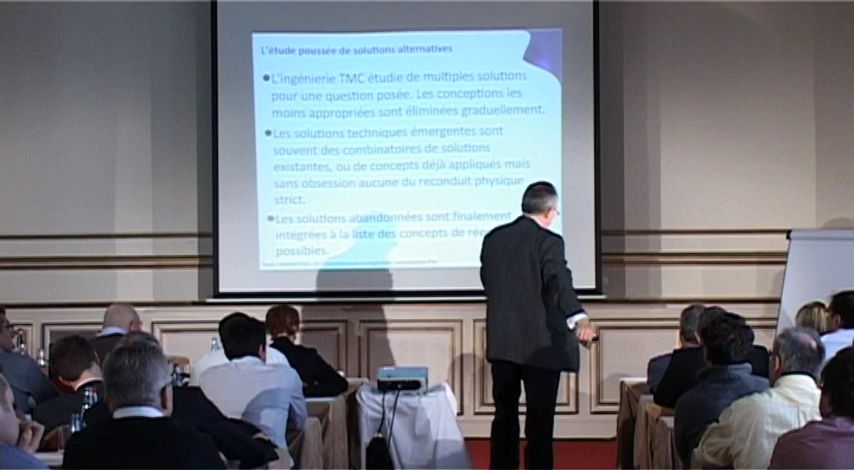 L'étude poussée de solutions alternatives
L'ingénierie TMC étudie de multiples solutions
pour une question posée. Les conceptions les
moins appropriées sont éliminées graduellement.
Les solutions techniques émergentes sont
souvent des combinatoires de solutions
existantes, ou de concepts déjà appliqués mais
sans obsession aucune du reconduit physique
strict.
Les solutions abandonnées sont finalement
intégrées à la liste des concepts de
possibles.